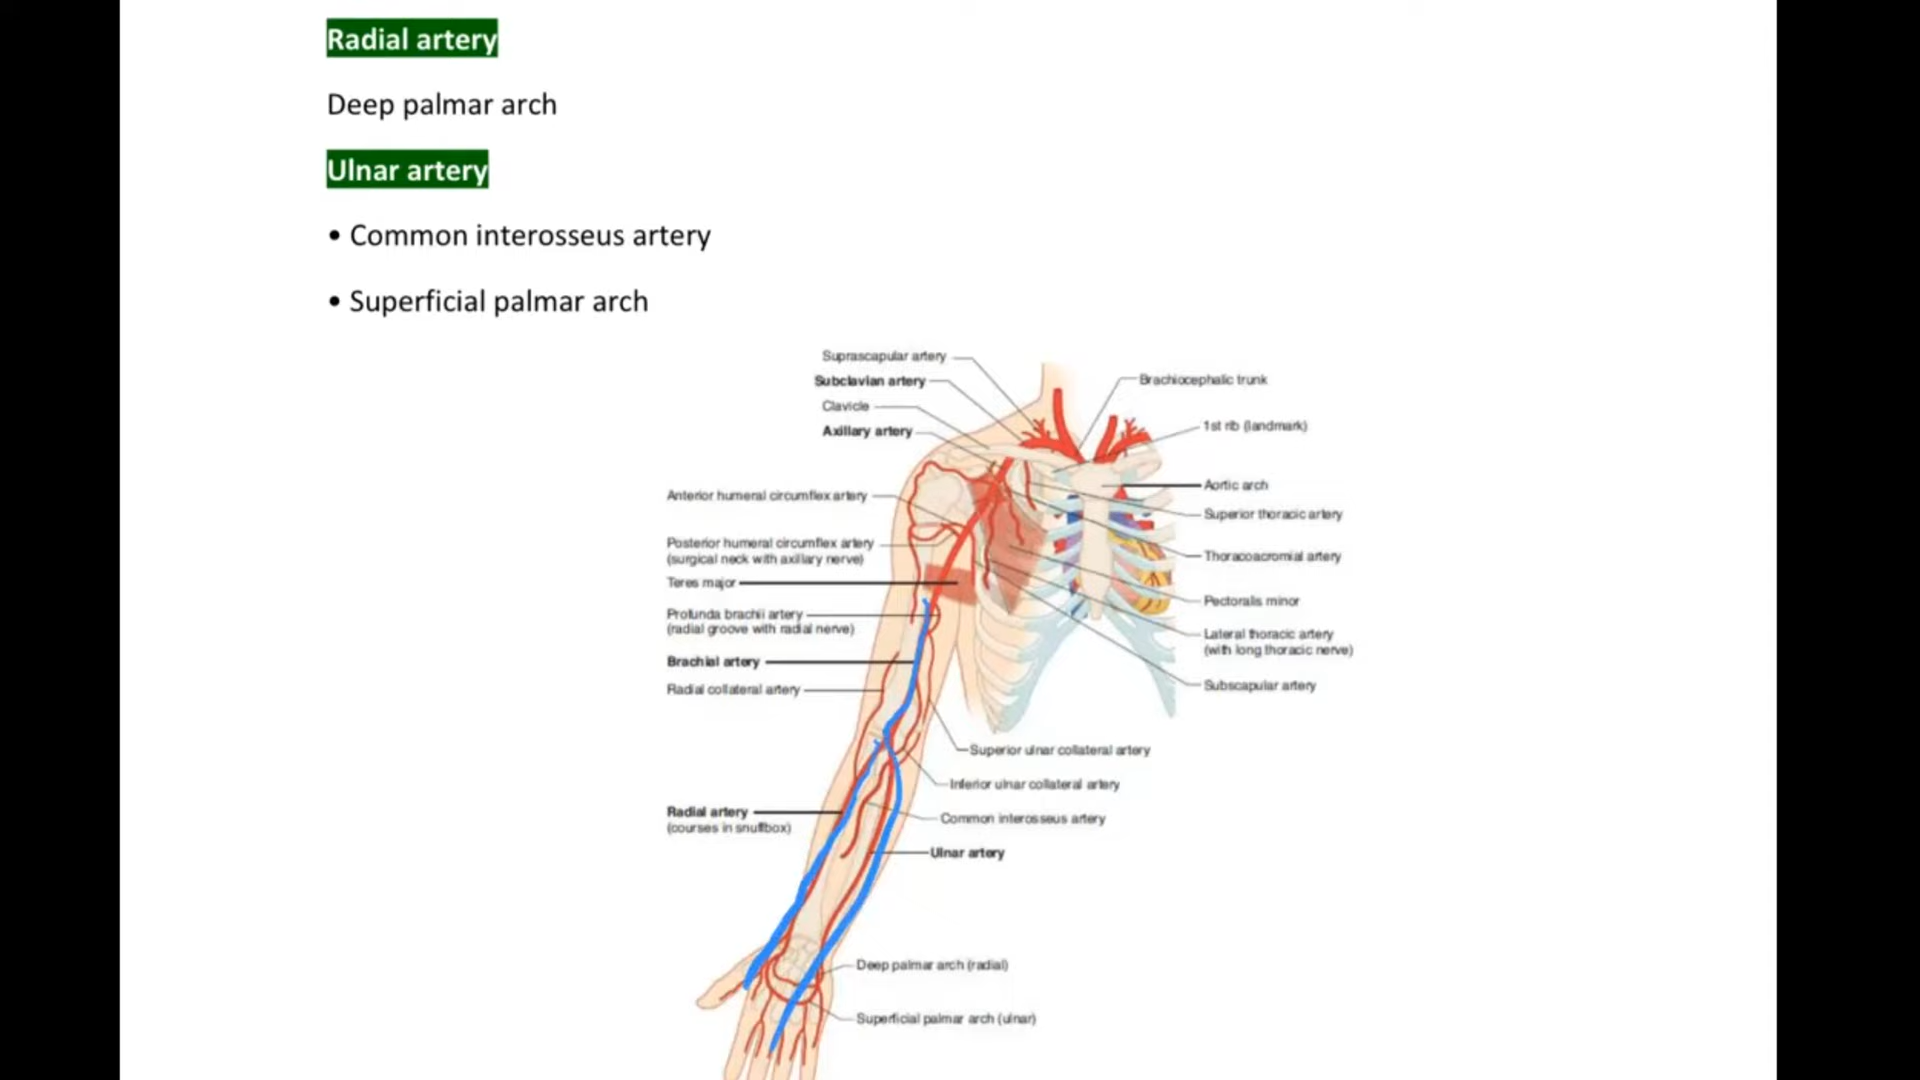 Radial artery
Deep palmar arch
Ulnar artery
• Common interosseus artery
• Superficial palmar arch
Suprascapular artery
Subclavian artery
Clavicle
Axillary artery
Anterior humeral circumflex artery
Posterior humeral circumflex artery
(surgical neck with axillary nerve)
Teres major
Profunda brachii artery
(radial groove with radial nerve)
Brachial artery
Radial collateral artery
Radial artery
(courses in snuffbox)
Brachiocephalic trunk
1st rib (landmark)
Aortic arch
Superior thoracic artery
Thoracoacromial artery
Pectoralis minor
Lateral thoracic artery
(with long thoracic nerve)
Subscapular artery
Superior ulnar collateral artery
Inferior ulnar collateral artery
Common interosseus artery
Ulnar artery
Deep palmar arch (radial)
Superficial palmar arch (ulnar)